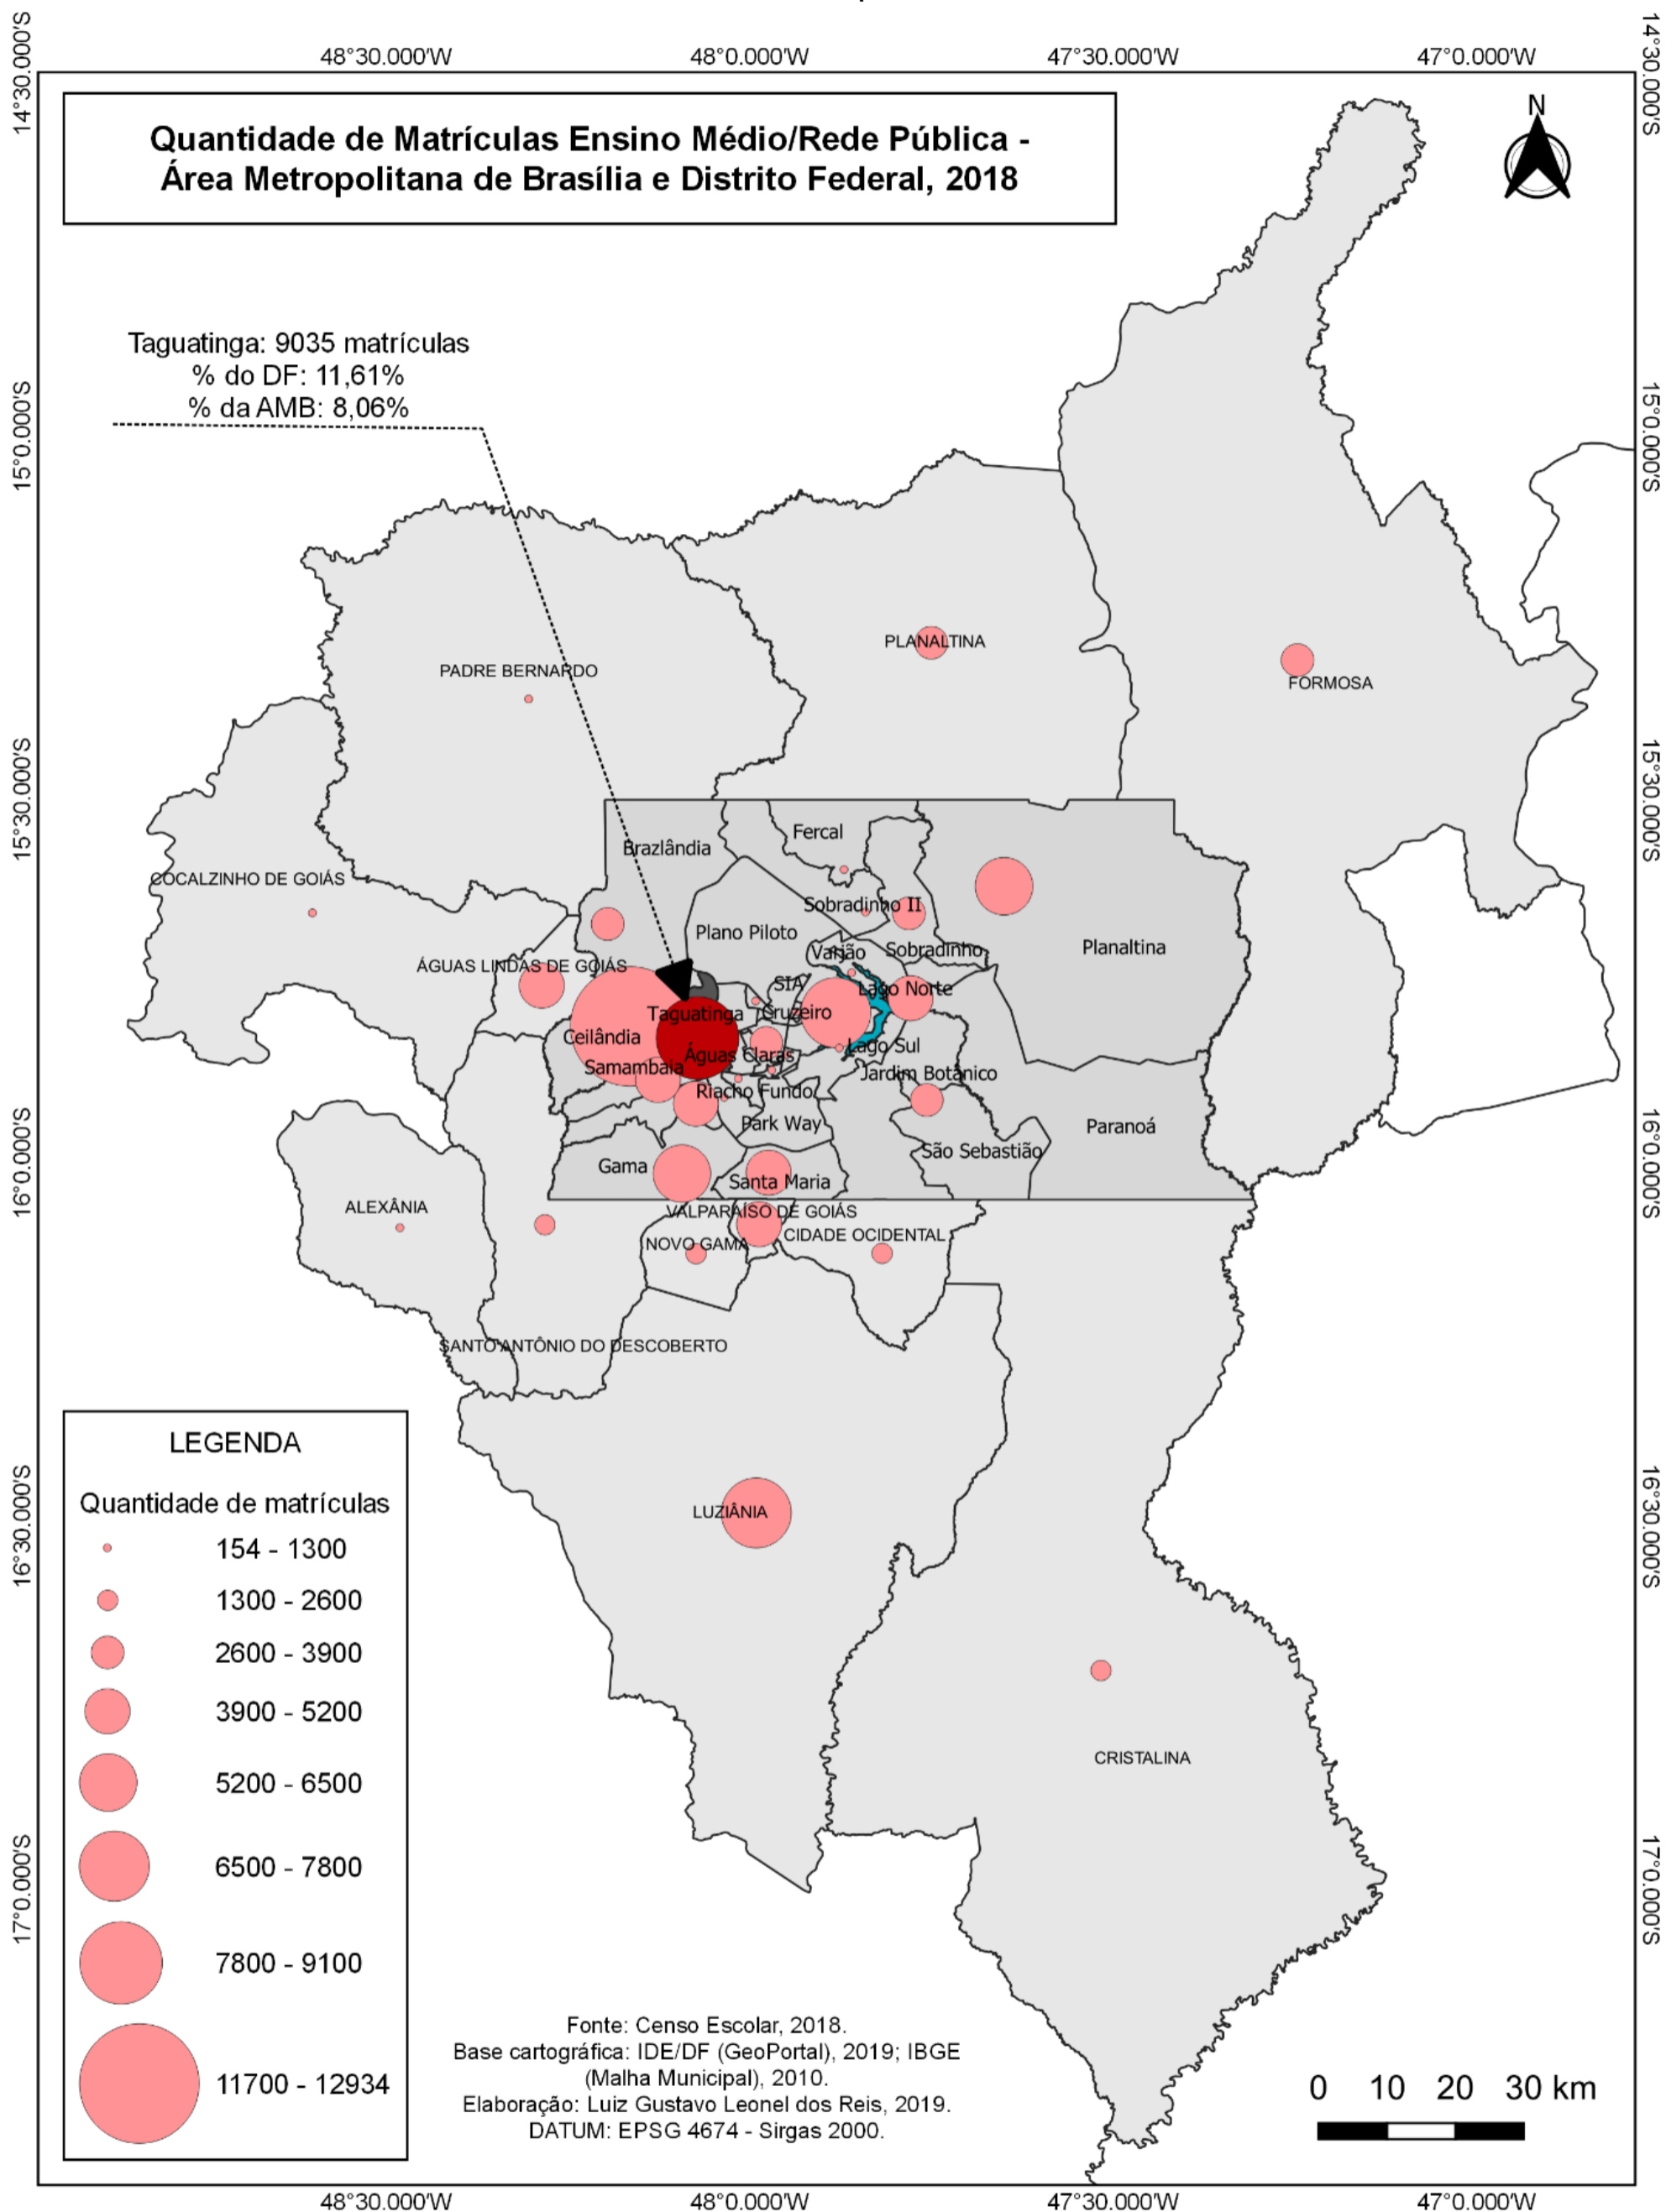 48°30.000'W 48°0.000'W 47°30.000'W 47°0.000'W
14°30.000'S 14°30.000'S
Quantidade de Matrículas Ensino Médio/Rede Pública -
Área Metropolitana de Brasília e Distrito Federal, 2018
N
Taguatinga: 9035 matrículas
% do DF: 11,61%
% da AMB: 8,06%
15°0.000'S 15°0.000'S
PLANALTINA
PADRE BERNARDO
FORMOSA
15°30.000'S 15°30.000'S
Fercal
Brazlândia
COCALZINHO DE GOIÁS
Sobradinho II
Plano Piloto
Planaltina
Varjão
Sobradinho
ÁGUAS LINDAS DE GOIÁS
SIA
Lago Norte
Taguatinga
Cruzeiro
Ceilândia
Lago Sul
Águas Claras
Samambaia
Jardim Botânico
Riacho Fundo
Park Way
Paranoá
São Sebastião
Gama
Santa Maria
16°0.000'S 16°0.000'S
ALEXÂNIA
VALPARAÍSO DE GOIÁS
CIDADE OCIDENTAL
NOVO GAMA
SANTO ANTÔNIO DO DESCOBERTO
LUZIÂNIA
16°30.000'S 16°30.000'S
CRISTALINA
17°0.000'S 17°0.000'S
LEGENDA
Quantidade de matrículas
154 - 1300
1300 - 2600
2600 - 3900
3900 - 5200
5200 - 6500
6500 - 7800
7800 - 9100
11700 - 12934
Fonte: Censo Escolar, 2018.
Base cartográfica: IDE/DF (GeoPortal), 2019; IBGE
(Malha Municipal), 2010.
Elaboração: Luiz Gustavo Leonel dos Reis, 2019.
DATUM: EPSG 4674 - Sirgas 2000.
0 10 20 30 km
48°30.000'W 48°0.000'W 47°30.000'W 47°0.000'W